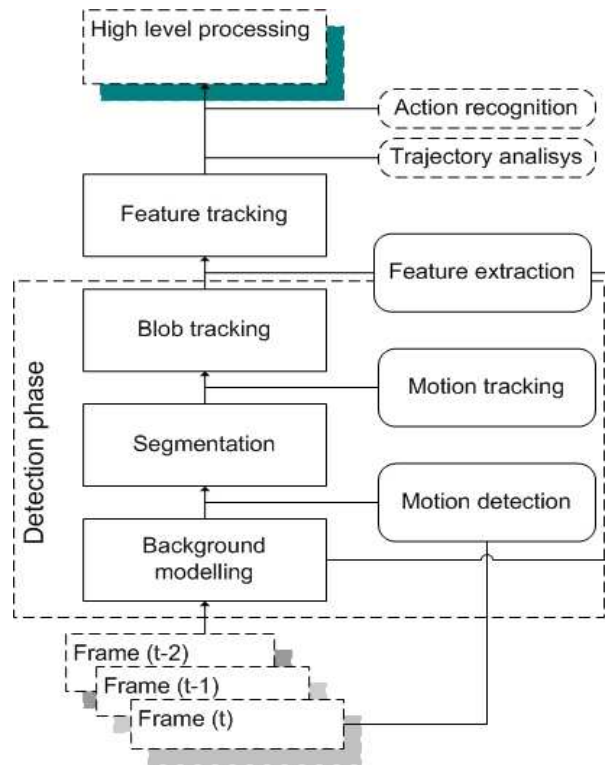 High level processing
Action recognition
Trajectory analisys
Feature tracking
Feature extraction
Blob tracking
Motion tracking
Segmentation
Motion detection
Background
modelling
Detection phase
Frame (t-2)
Frame (t-1)
Frame (t)